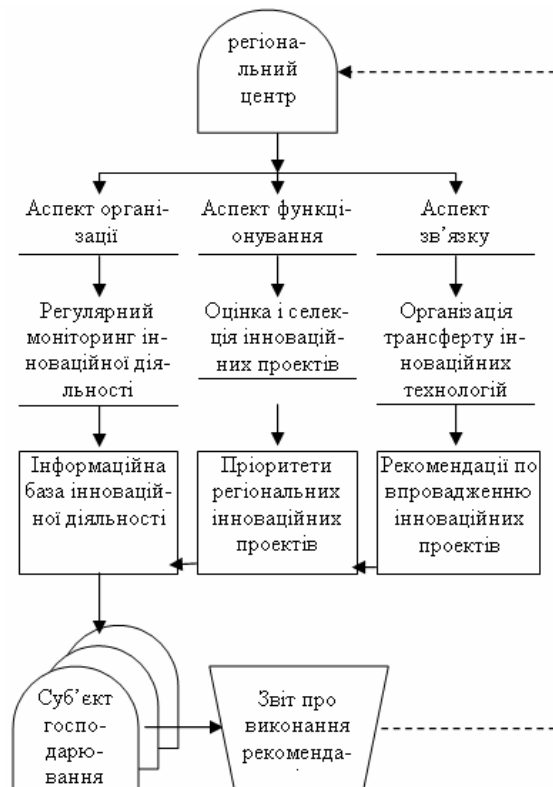 регіона-
льний
центр
Аспект органі-
зації
Аспект функці-
онування
Аспект
зв’язку
Регулярний
моніторинг ін-
новаційної дія-
льності
Оцінка і селек-
ція інноваций-
них проектів
Організація
трансферту ін-
новаційних
технологій
Інформаційна
база інновацій-
ної діяльності
Пріоритети
регіональних
інноваційних
проектів
Рекомендації по
впровадженню
інноваційних
проектів
Суб’єкт
госпо-
дарю-
вання
Звіт про
виконання
рекоменда-